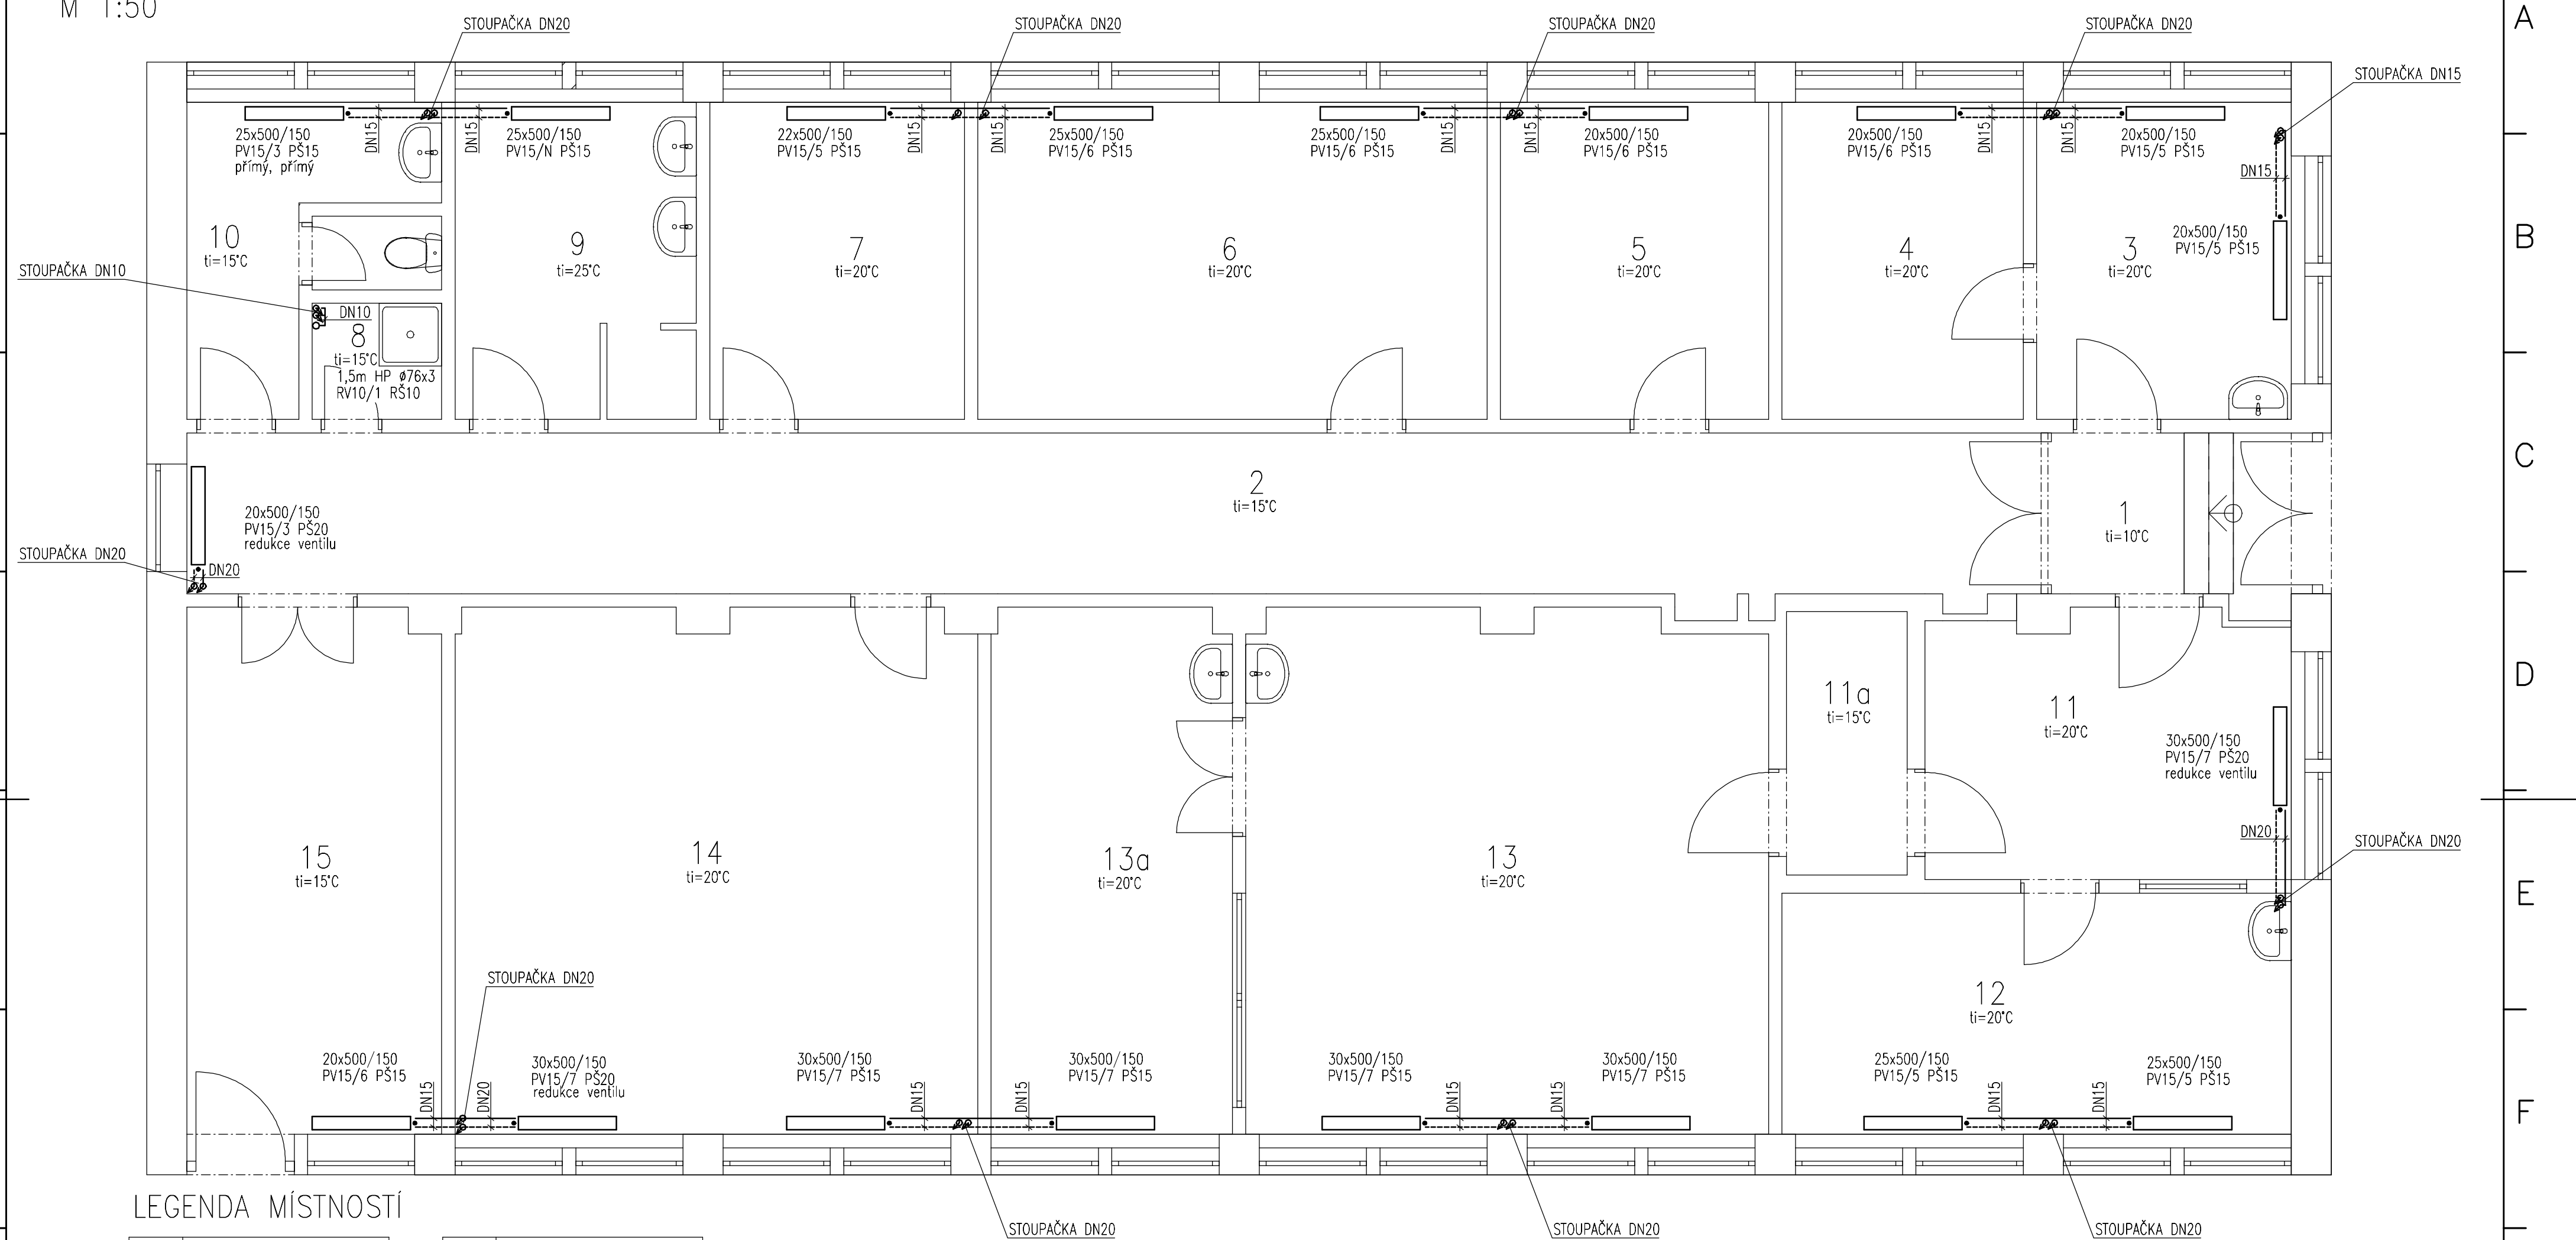 M 1:50
STOUPAČKA DN20
STOUPAČKA DN20
STOUPAČKA DN20
STOUPAČKA DN20
STOUPAČKA DN15
A
25x500/150
PV15/3 PŠ15
přímý, přímý
DN15
DN15
25x500/150
PV15/N PŠ15
22x500/150
PV15/5 PŠ15
DN15
DN15
25x500/150
PV15/6 PŠ15
25x500/150
PV15/6 PŠ15
DN15
DN15
20x500/150
PV15/6 PŠ15
20x500/150
PV15/6 PŠ15
DN15
DN15
20x500/150
PV15/5 PŠ15
DN15
20x500/150
PV15/5 PŠ15
B
10
ti=15°C
9
ti=25°C
7
ti=20°C
6
ti=20°C
5
ti=20°C
4
ti=20°C
3
ti=20°C
STOUPAČKA DN10
DN10
8
ti=15°C
1,5m HP ø76x3
RV10/1 RŠ10
C
2
ti=15°C
1
ti=10°C
20x500/150
PV15/3 PŠ20
redukce ventilu
STOUPAČKA DN20
DN20
D
11a
ti=15°C
11
ti=20°C
30x500/150
PV15/7 PŠ20
redukce ventilu
DN20
STOUPAČKA DN20
15
ti=15°C
14
ti=20°C
13a
ti=20°C
13
ti=20°C
E
12
ti=20°C
STOUPAČKA DN20
20x500/150
PV15/6 PŠ15
DN15
DN20
30x500/150
PV15/7 PŠ20
redukce ventilu
30x500/150
PV15/7 PŠ15
DN15
DN15
30x500/150
PV15/7 PŠ15
30x500/150
PV15/7 PŠ15
DN15
DN15
30x500/150
PV15/7 PŠ15
25x500/150
PV15/5 PŠ15
DN15
DN15
25x500/150
PV15/5 PŠ15
F
LEGENDA MÍSTNOSTÍ
STOUPAČKA DN20
STOUPAČKA DN20
STOUPAČKA DN20